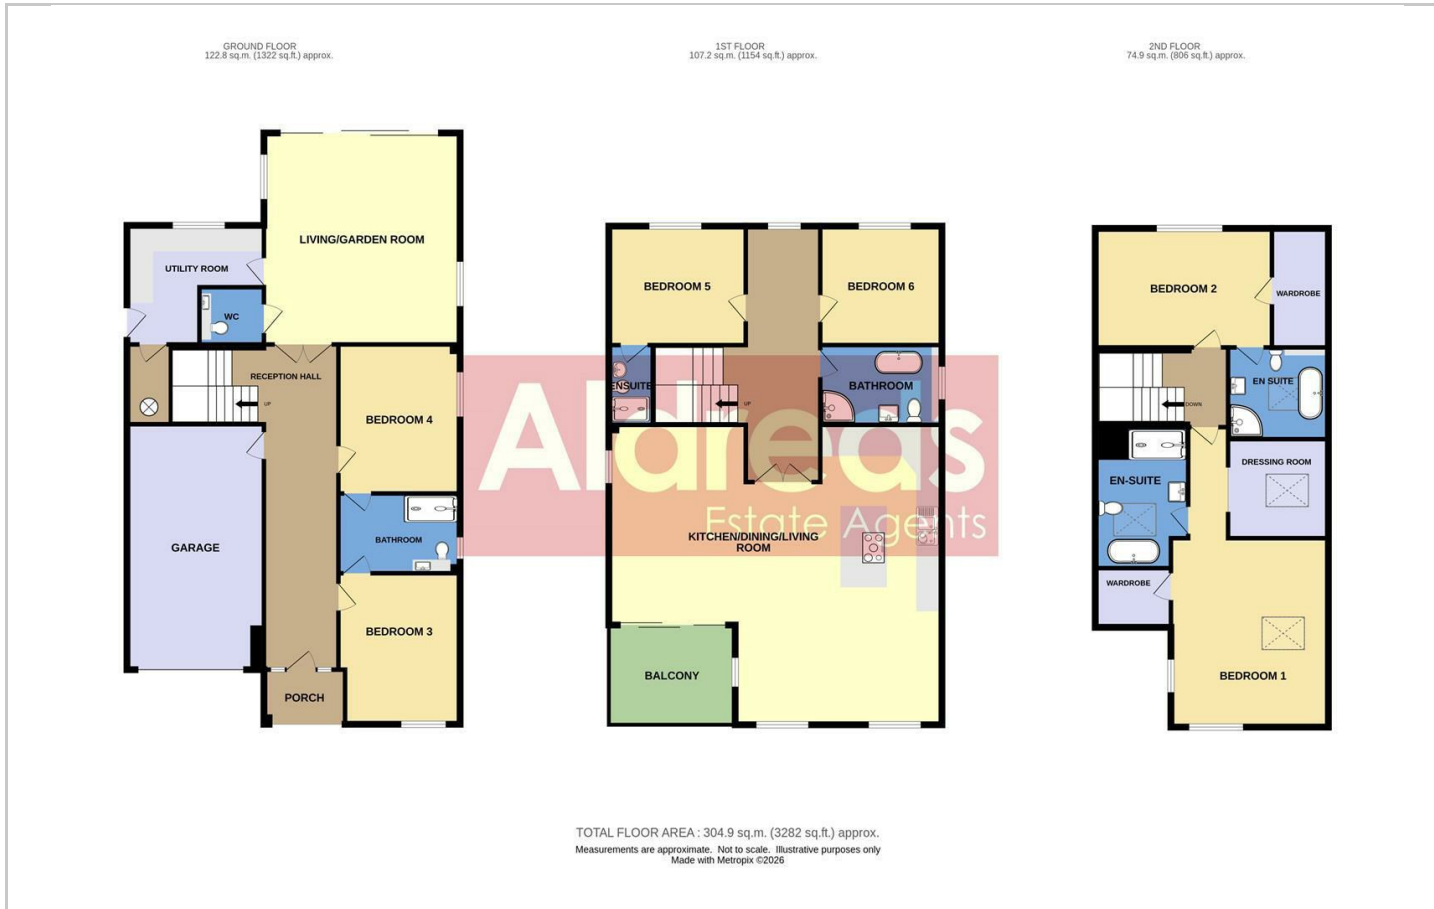 GROUND FLOOR
122.8 sq.m. (1322 sq.ft.) approx.
1ST FLOOR
107.2 sq.m. (1154 sq.ft.) approx.
2ND FLOOR
74.9 sq.m. (806 sq.ft.) approx.
LIVING/GARDEN ROOM
UTILITY ROOM
WC
RECEPTION HALL
UP
BEDROOM 4
BATHROOM
GARAGE
BEDROOM 3
PORCH
BEDROOM 5
BEDROOM 6
ENSUITE
UP
BATHROOM
KITCHEN/DINING/LIVING
ROOM
BALCONY
BEDROOM 2
WARDROBE
EN SUITE
DOWN
DRESSING ROOM
EN-SUITE
WARDROBE
BEDROOM 1
Aldreds
Estate Agents
TOTAL FLOOR AREA : 304.9 sq.m. (3282 sq.ft.) approx.
Measurements are approximate. Not to scale. Illustrative purposes only
Made with Metropix ©2026